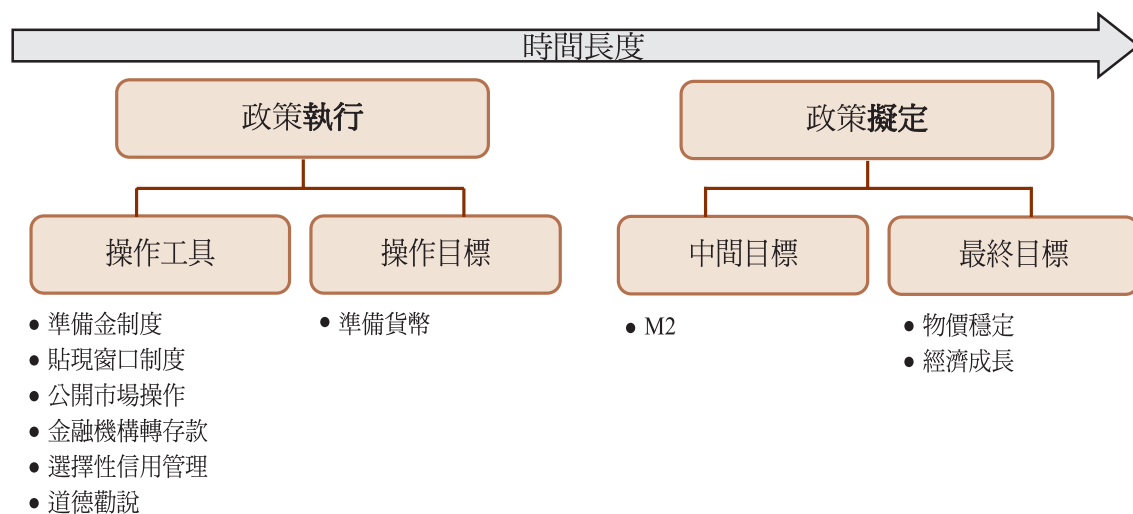 時間長度
政策執行
政策擬定
操作工具
操作目標
中間目標
最終目標
● 準備金制度
● 貼現窗口制度
● 公開市場操作
● 金融機構轉存款
● 選擇性信用管理
● 道德勸說
● 準備貨幣
● M2
● 物價穩定
● 經濟成長